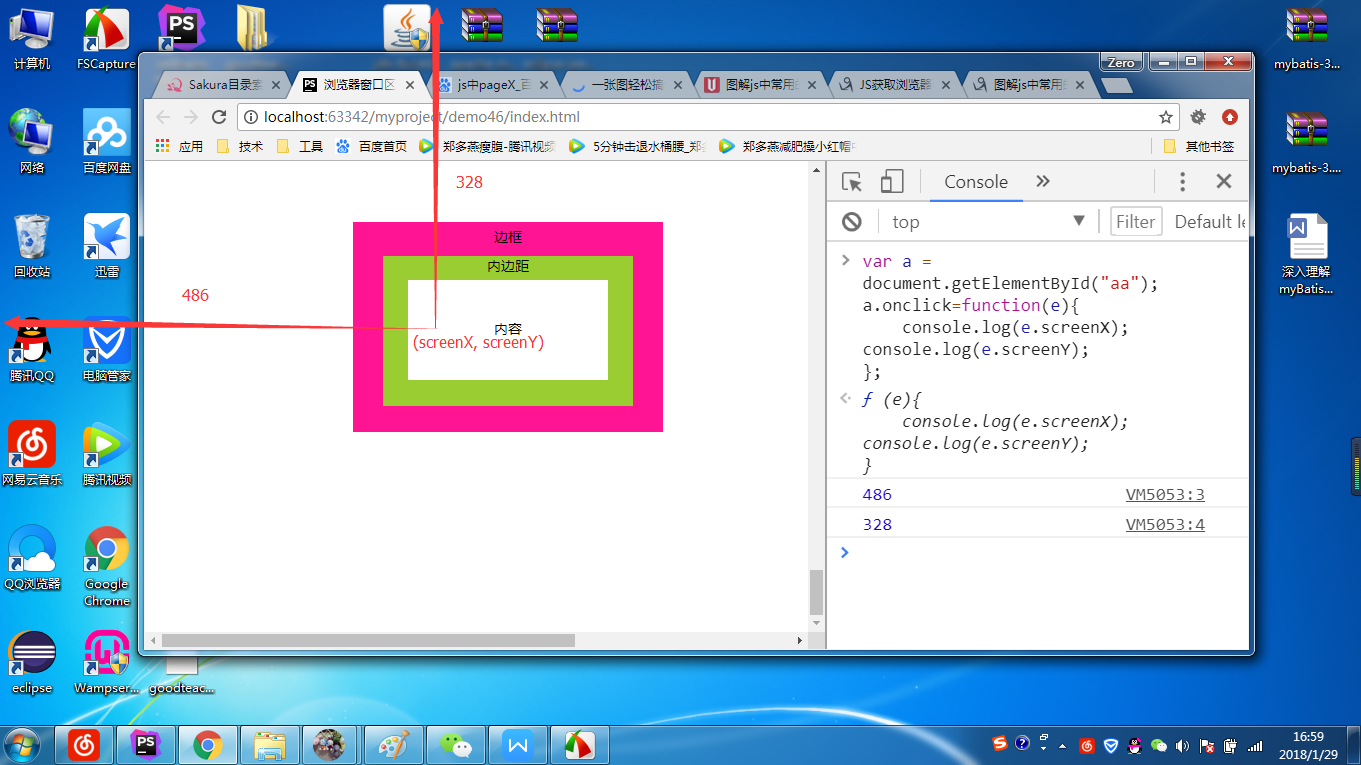 计算机
FSCapture
mybatis-3...
网络
百度网盘
mybatis-3....
回收站
迅雷
深入理解
myBatis...
腾讯QQ
电脑管家
网易云音乐
腾讯视频
QQ浏览器
Google
Chrome
eclipse
Wampser...
goodteac...
Zero
Sakura目录索
浏览器窗口区
js中pageX_百
一张图轻松搞
图解js中常用
JS获取浏览器
图解js中常用
localhost:63342/myproject/demo46/index.html
应用
技术
工具
百度首页
郑多燕瘦腹-腾讯视频
5分钟击退水桶腰_郑
郑多燕减肥操小红帽
其他书签
328
边框
内边距
486
内容
(screenX, screenY)
Console
top
Filter
Default le
var a =
document.getElementById("aa");
a.onclick=function(e){
console.log(e.screenX);
console.log(e.screenY);
};
ƒ (e){
console.log(e.screenX);
console.log(e.screenY);
}
486 VM5053:3
328 VM5053:4
16:59
2018/1/29